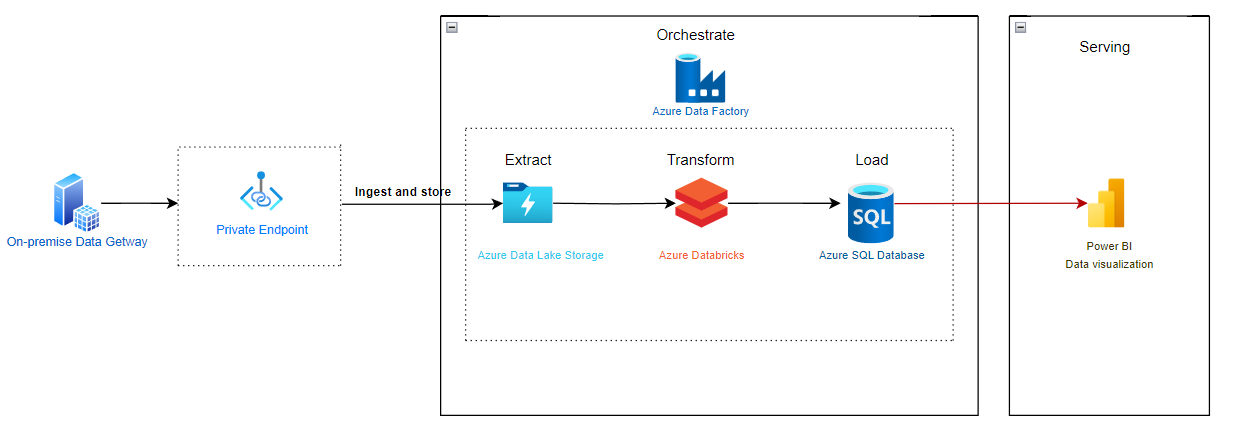 Orchestrate
Azure Data Factory
Serving
Extract
Transform
Load
Ingest and store
SQL
On-premise Data Getway
Private Endpoint
Azure Data Lake Storage
Azure Databricks
Azure SQL Database
Power BI
Data visualization